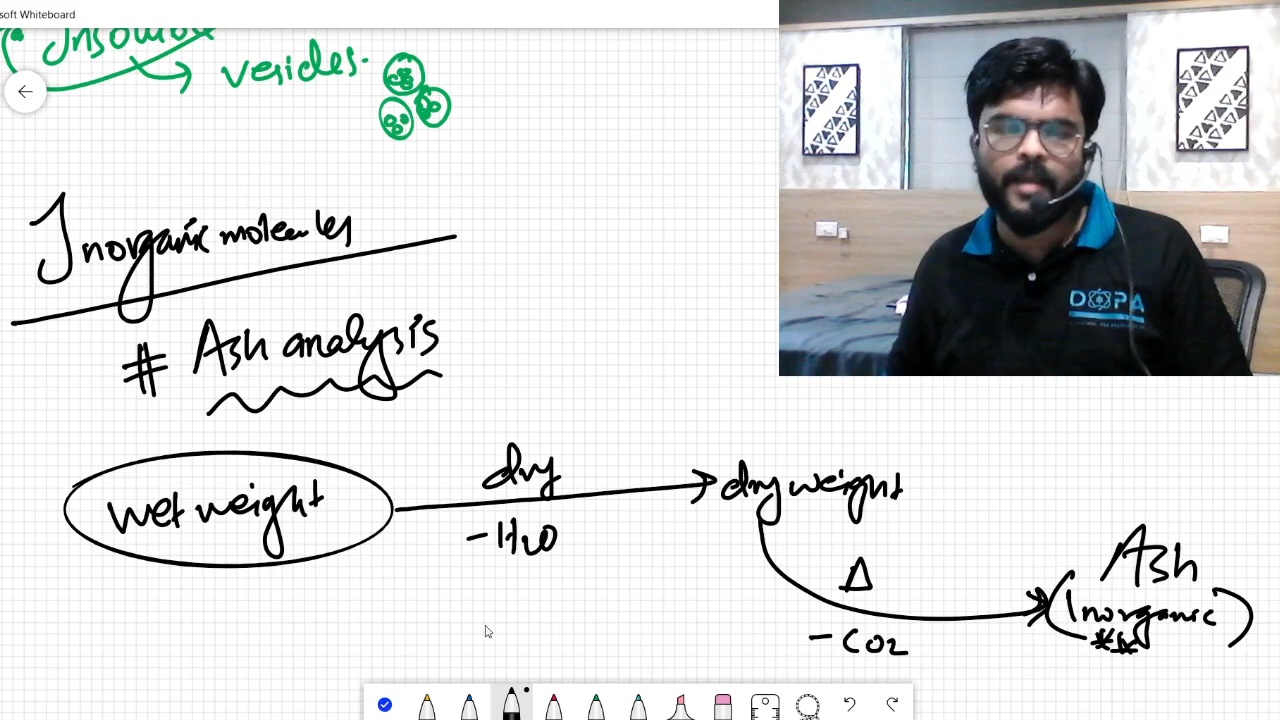 soft Whiteboard
vesicles.
Inorganic molecules
# Ash analysis
wet weight
dry
-H2O
dry weight
Δ
-CO2
Ash
(Inorganic)
**
DOPA